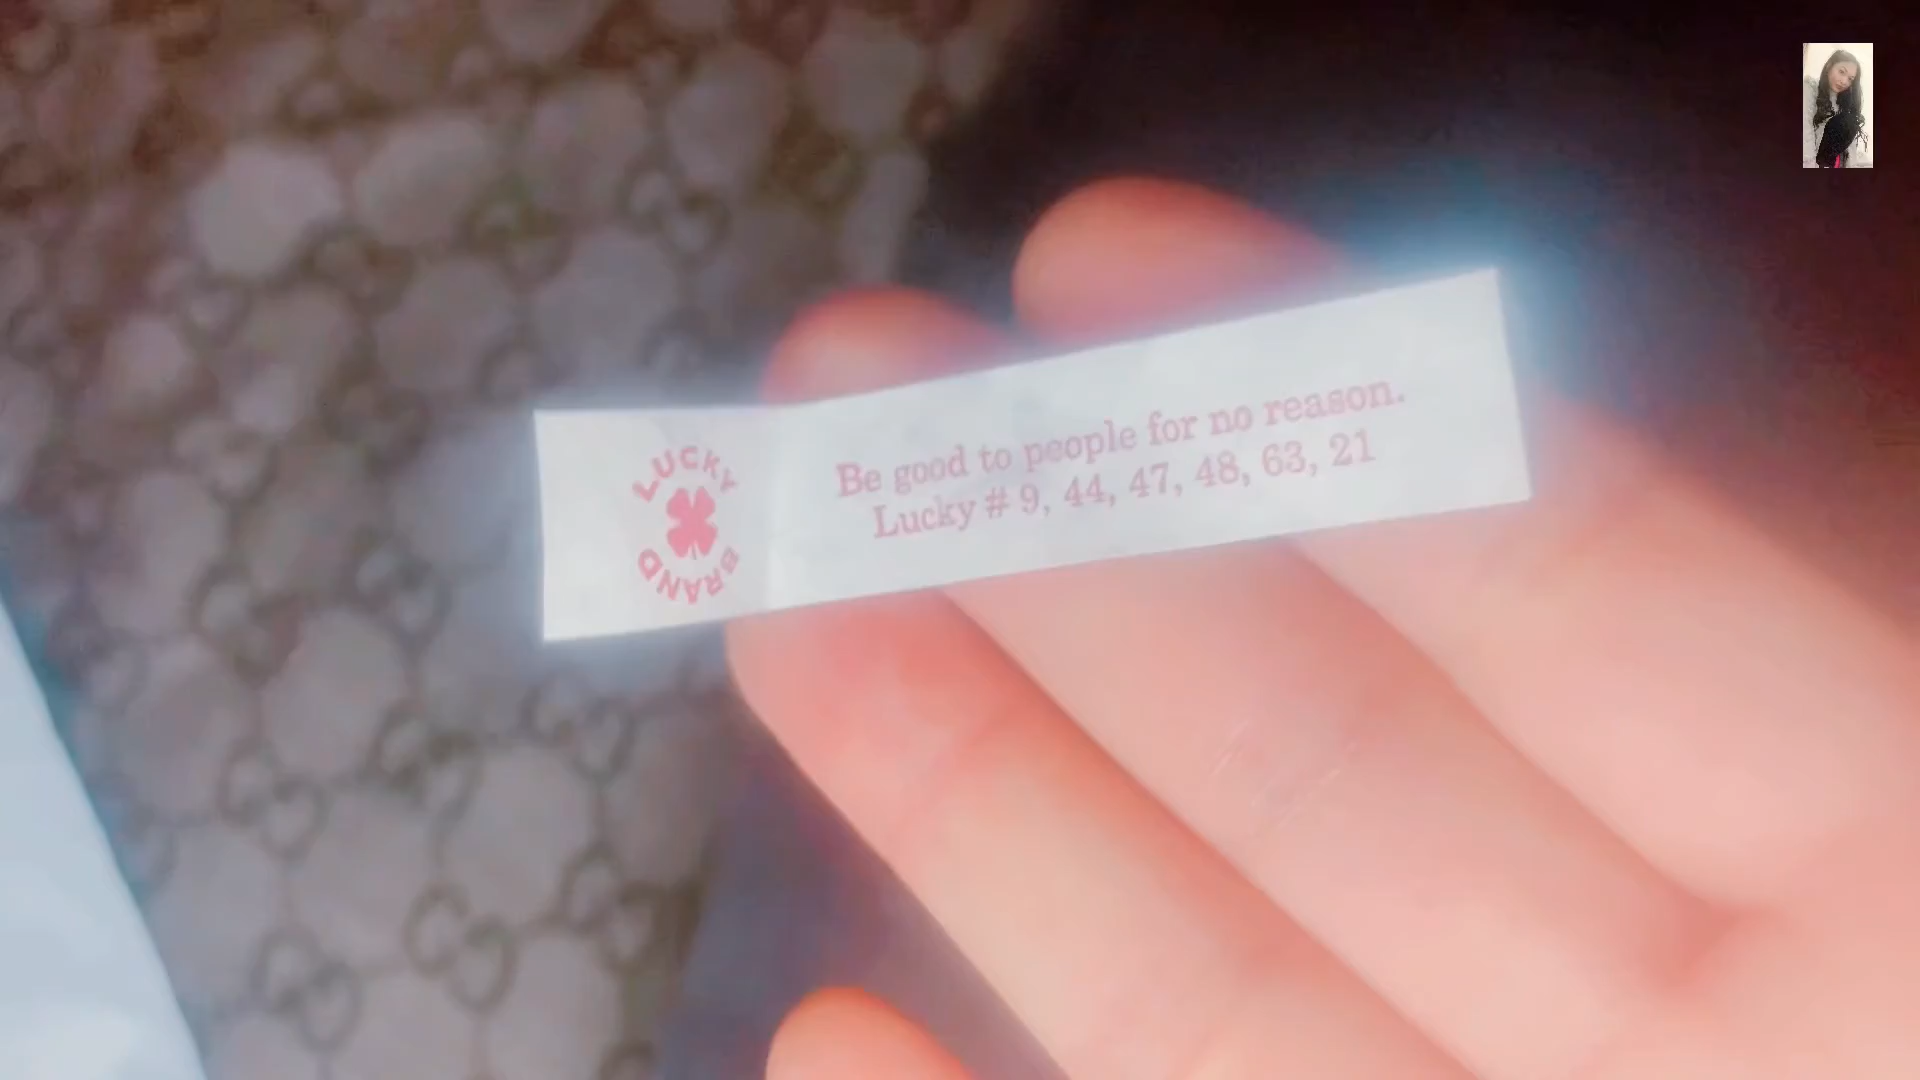 LUCKY
BRAND
Be good to people for no reason.
Lucky # 9, 44, 47, 48, 63, 21